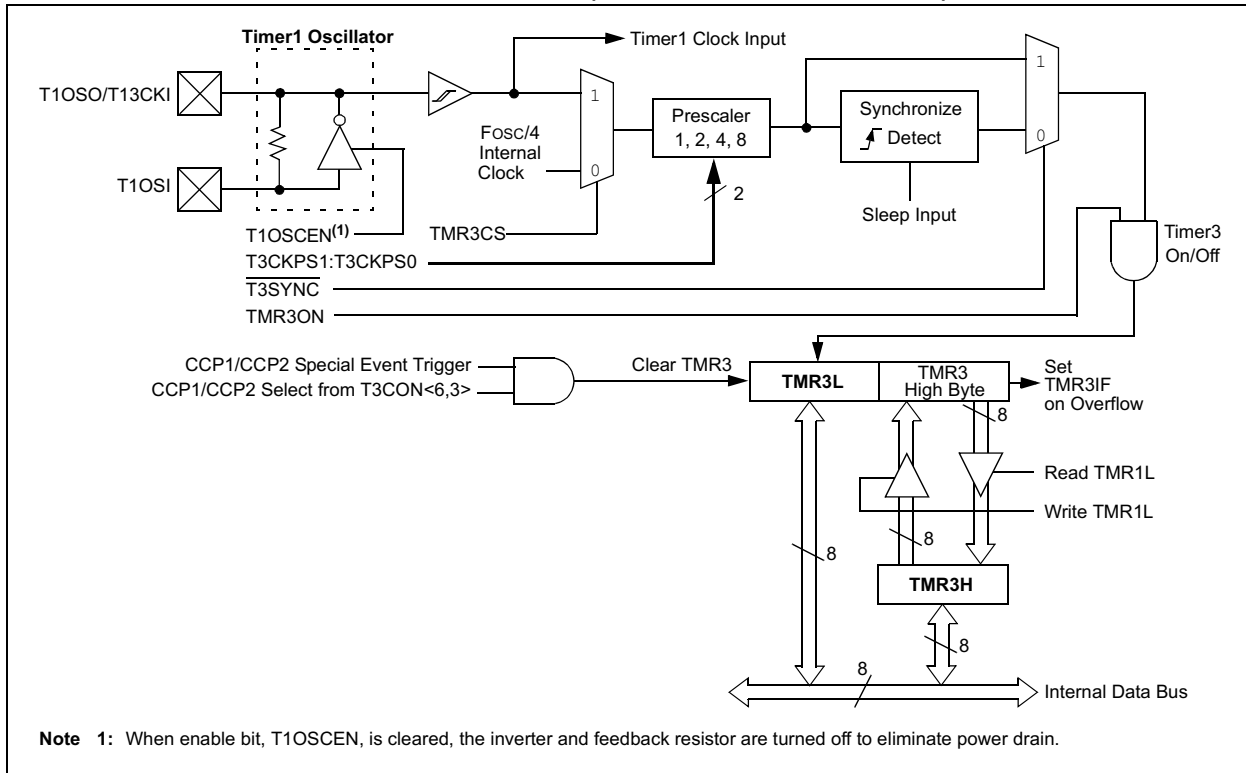 Timer1 Oscillator
Timer1 Clock Input
T1OSO/T13CKI
T1OSI
1
FOSC/4
Internal
Clock
0
Prescaler
1, 2, 4, 8
2
Synchronize
Detect
Sleep Input
1
0
T1OSCEN(1)
TMR3CS
T3CKPS1:T3CKPS0
T3SYNC
TMR3ON
Timer3
On/Off
CCP1/CCP2 Special Event Trigger
CCP1/CCP2 Select from T3CON<6,3>
Clear TMR3
TMR3L
TMR3
High Byte
Set
TMR3IF
on Overflow
8
Read TMR1L
Write TMR1L
8
8
TMR3H
8
8
Internal Data Bus
Note 1: When enable bit, T1OSCEN, is cleared, the inverter and feedback resistor are turned off to eliminate power drain.